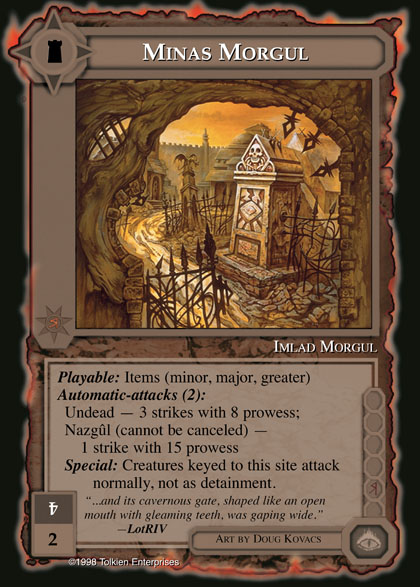 MINAS MORGUL
IMLAD MORGUL
Playable: Items (minor, major, greater)
Automatic-attacks (2):
Undead — 3 strikes with 8 prowess;
Nazgûl (cannot be canceled) —
1 strike with 15 prowess
Special: Creatures keyed to this site attack
normally, not as detainment.
“...and its cavernous gate, shaped like an open
mouth with gleaming teeth, was gaping wide.”
–LotRIV
2
ART BY DOUG KOVACS
©1998 Tolkien Enterprises